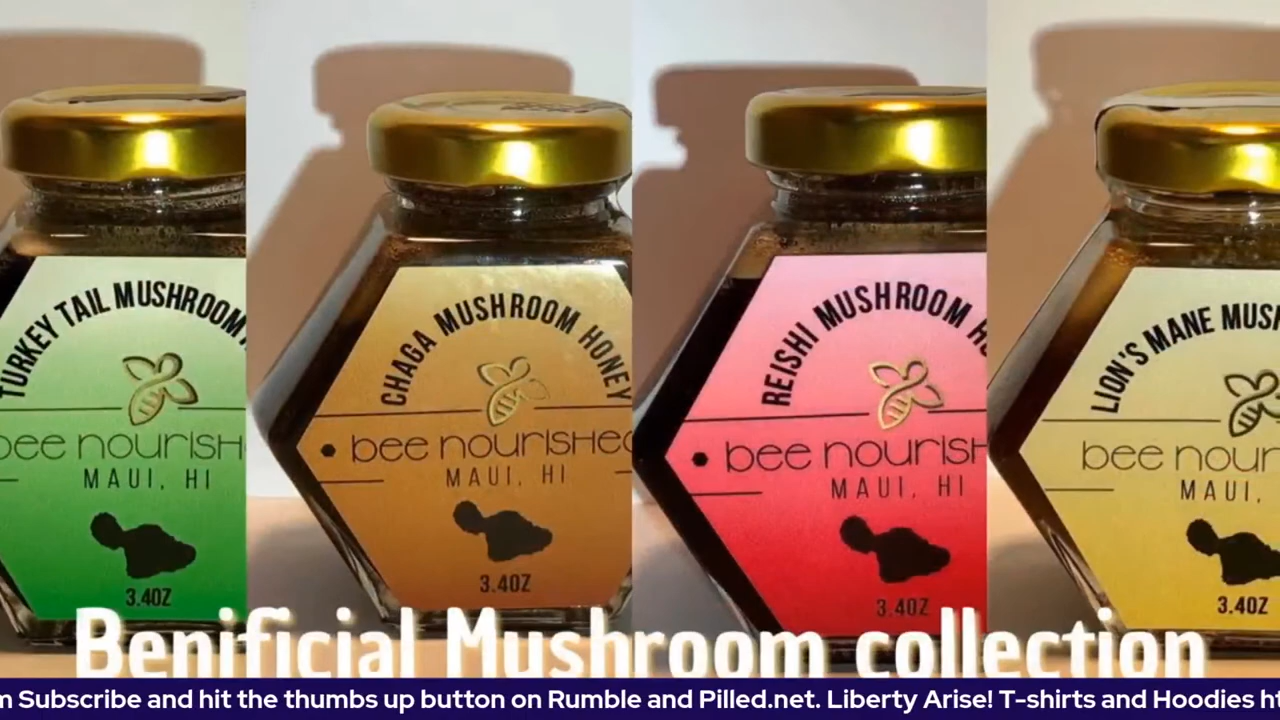 TURKEY TAIL MUSHROOM
bee nourish
MAUI, HI
3.4OZ
CHAGA MUSHROOM HONEY
bee nourished
MAUI, HI
3.4OZ
REISHI MUSHROOM
bee nourish
MAUI, HI
3.4OZ
LION'S MANE
bee nour
MAUI,
3.4OZ
Benificial Mushroom collection
Subscribe and hit the thumbs up button on Rumble and Pilled.net. Liberty Arise! T-shirts and Hoodies